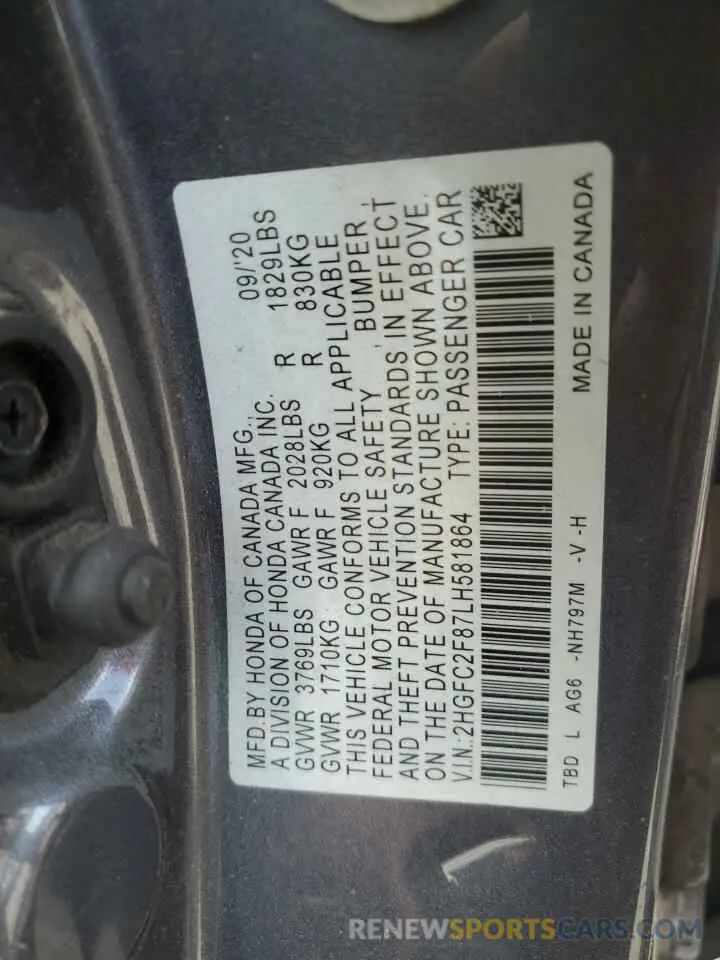 MFD. BY HONDA OF CANADA MFG., 09/'20
A DIVISION OF HONDA CANADA INC.
GVWR 3769LBS GAWR F 2028LBS R 1829LBS
GVWR 1710KG GAWR F 920KG R 830KG
THIS VEHICLE CONFORMS TO ALL APPLICABLE
FEDERAL MOTOR VEHICLE SAFETY, BUMPER,
AND THEFT PREVENTION STANDARDS IN EFFECT
ON THE DATE OF MANUFACTURE SHOWN ABOVE.
V.I.N.:2HGFC2F87LH581864 TYPE: PASSENGER CAR
TBD L AG6 -NH797M -V -H MADE IN CANADA
RENEWSPORTSCARS.COM